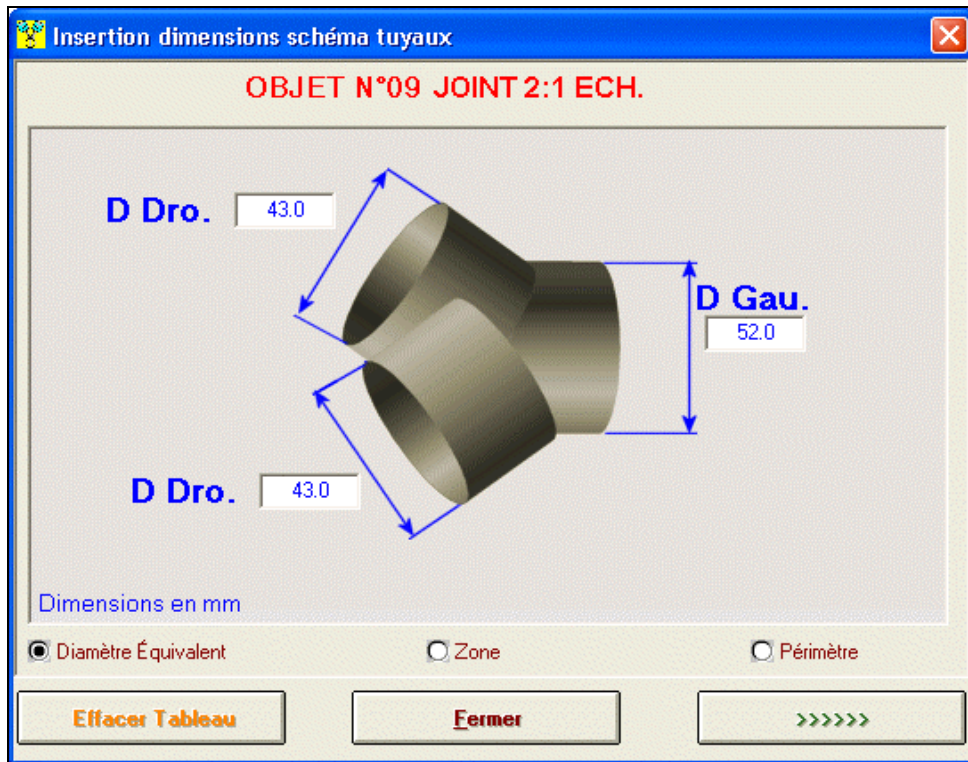 Insertion dimensions schéma tuyaux
OBJET N°09 JOINT 2:1 ECH.
D Dro. 43.0
D Gau.
52.0
D Dro. 43.0
Dimensions en mm
Diamètre Équivalent Zone Périmètre
Effacer Tableau Fermer >>>>>>